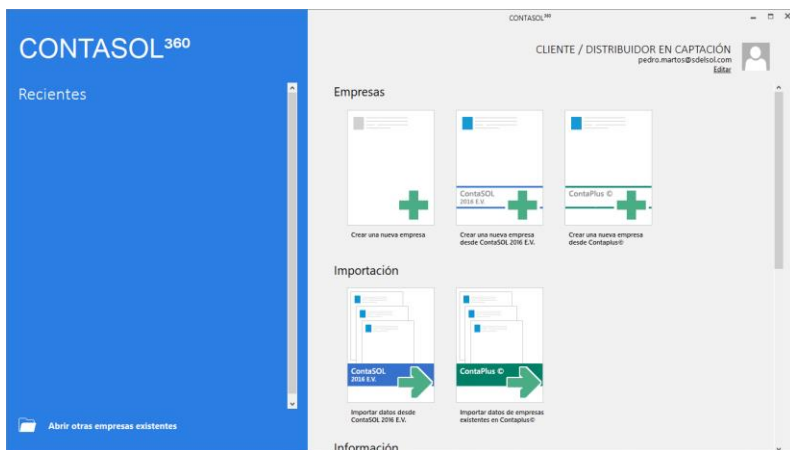 CONTASOL³⁶⁰
CONTASOL³⁶⁰
CLIENTE / DISTRIBUIDOR EN CAPTACIÓN
pedro.martos@sdelsol.com
Editar
Recientes
Empresas
ContaSOL
2016 E.V.
ContaPlus ©
Crear una nueva empresa
Crear una nueva empresa
desde ContaSOL 2016 E.V.
Crear una nueva empresa
desde Contaplus©
Importación
ContaSOL
2016 E.V.
ContaPlus ©
Importar datos desde
ContaSOL 2016 E.V.
Importar datos de empresas
existentes en Contaplus©
Abrir otras empresas existentes
Información